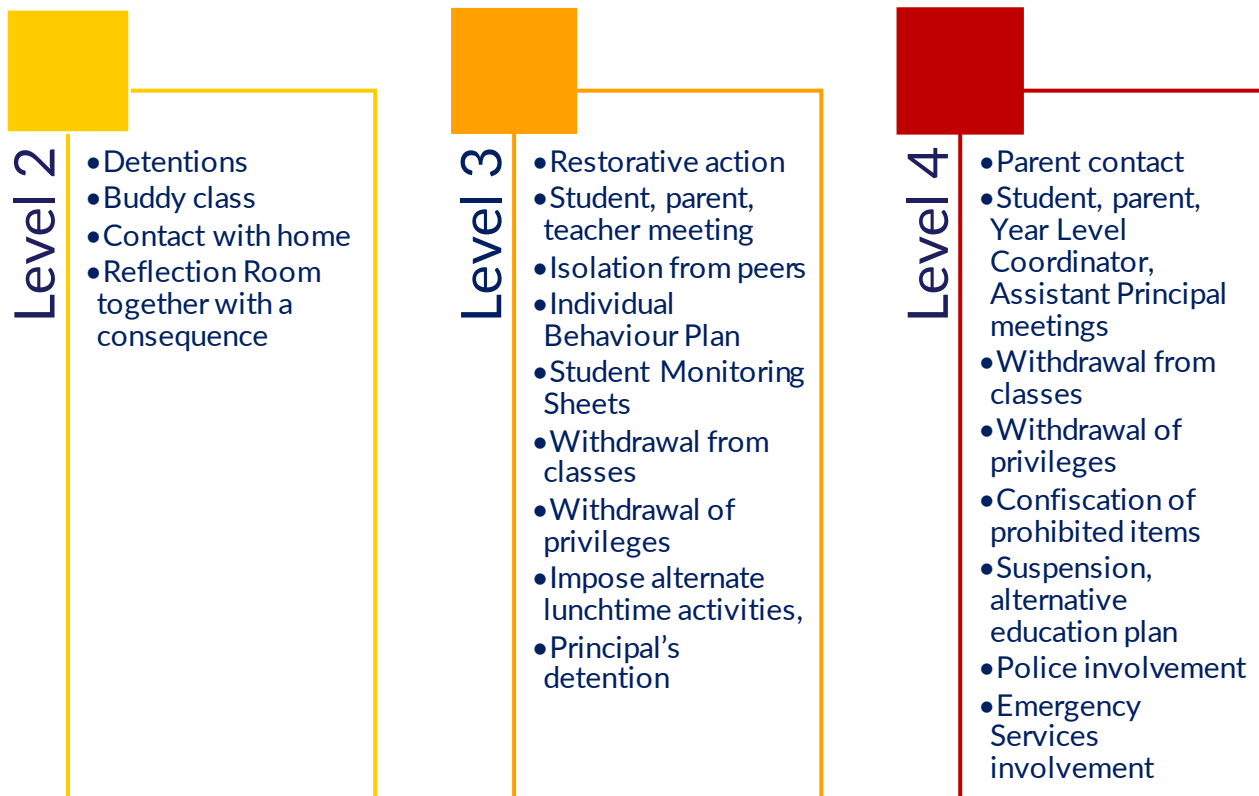 Level 2
•Detentions
•Buddy class
•Contact with home
•Reflection Room
together with a
consequence
Level 3
•Restorative action
•Student, parent,
teacher meeting
•Isolation from peers
•Individual
Behaviour Plan
•Student Monitoring
Sheets
•Withdrawal from
classes
•Withdrawal of
privileges
•Impose alternate
lunchtime activities,
•Principal’s
detention
Level 4
•Parent contact
•Student, parent,
Year Level
Coordinator,
Assistant Principal
meetings
•Withdrawal from
classes
•Withdrawal of
privileges
•Confiscation of
prohibited items
•Suspension,
alternative
education plan
•Police involvement
•Emergency
Services
involvement